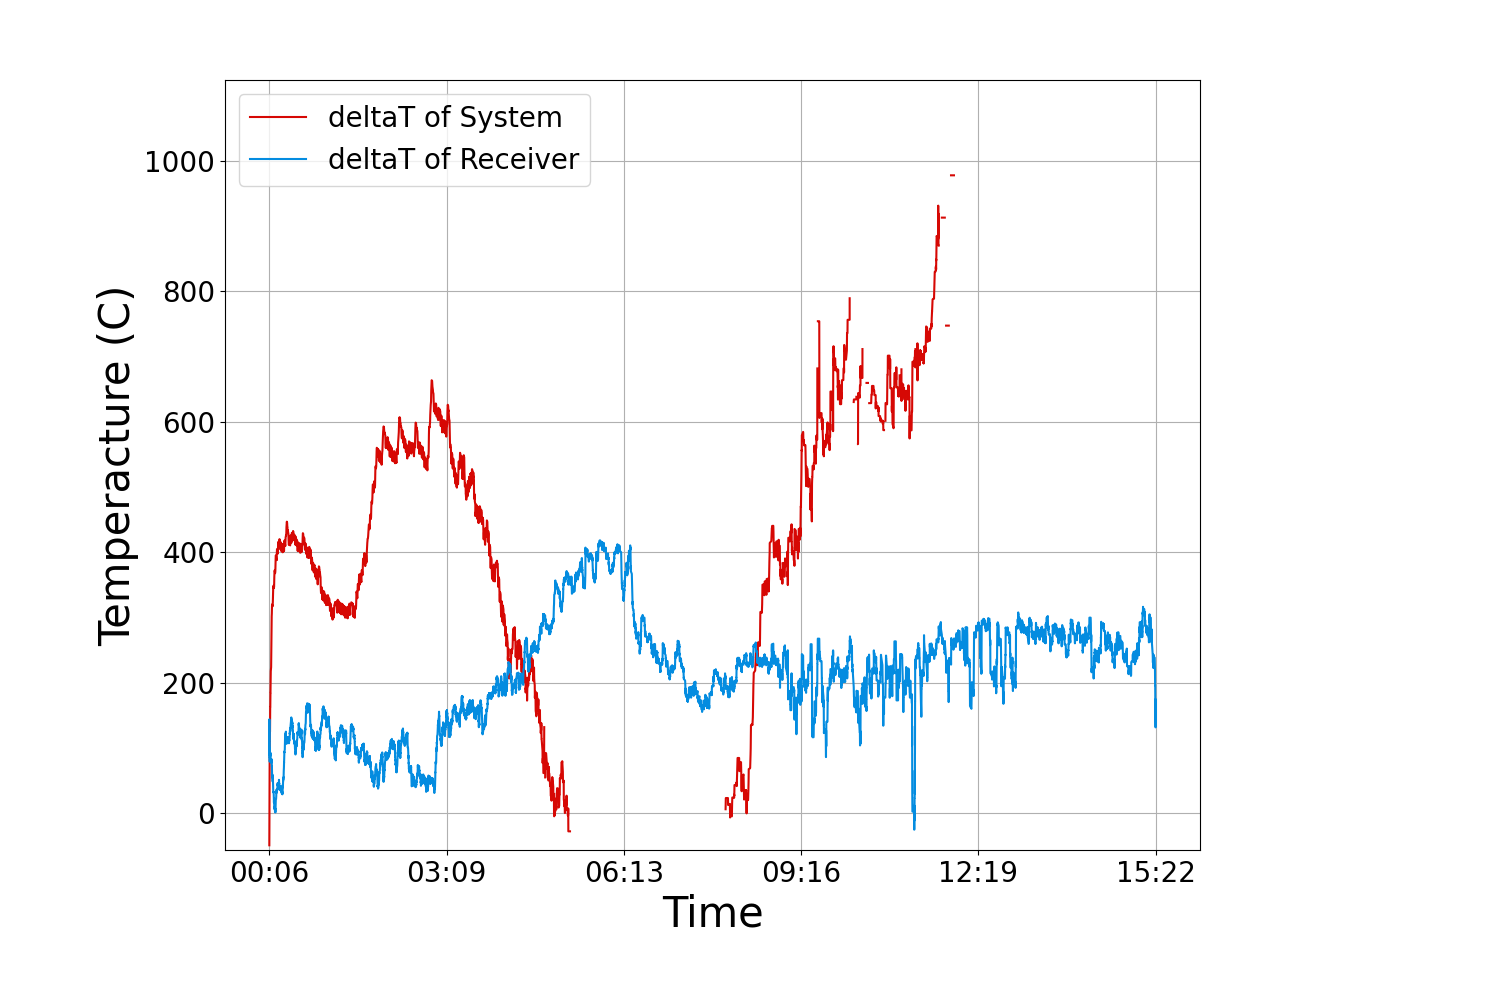 deltaT of System
deltaT of Receiver
1000
800
600
400
200
0
Temperacture (C)
00:06 03:09 06:13 09:16 12:19 15:22
Time